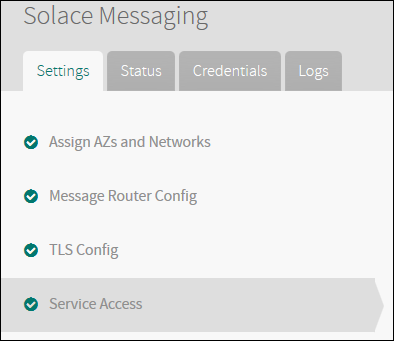 Solace Messaging
Settings Status Credentials Logs
Assign AZs and Networks
Message Router Config
TLS Config
Service Access